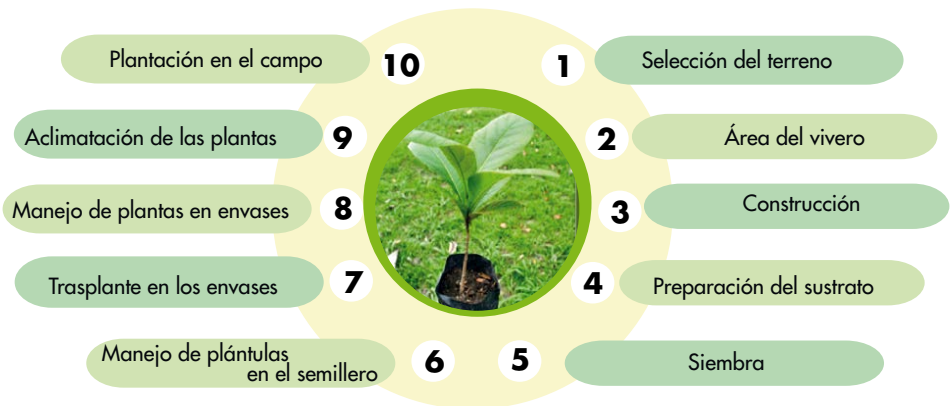 1 Selección del terreno
2 Área del vivero
3 Construcción
4 Preparación del sustrato
5 Siembra
6 Manejo de plántulas
en el semillero
7 Trasplante en los envases
8 Manejo de plantas en envases
9 Aclimatación de las plantas
10 Plantación en el campo